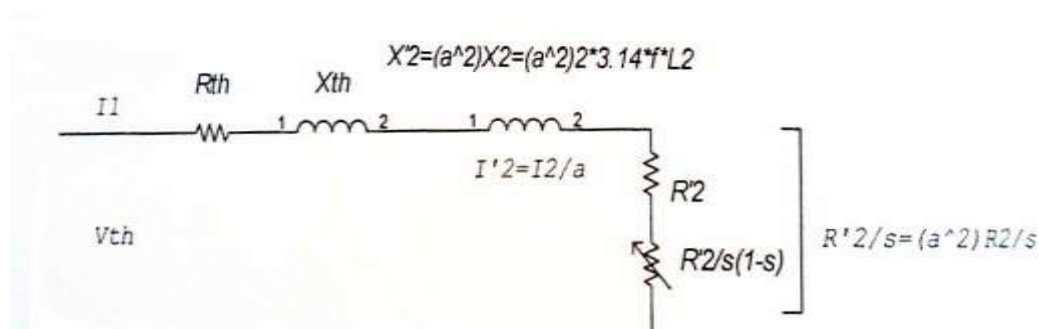 X'2=(a^2)X2=(a^2)2*3.14*f*L2
Rth
Xth
I1
1
2
1
2
I'2=I2/a
R'2
Vth
R'2/s(1-s)
R'2/s=(a^2)R2/s